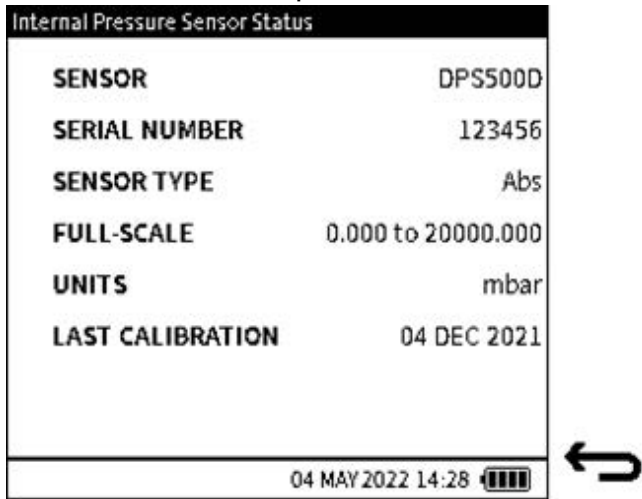 Internal Pressure Sensor Status
SENSOR DPS500D
SERIAL NUMBER 123456
SENSOR TYPE Abs
FULL-SCALE 0.000 to 20000.000
UNITS mbar
LAST CALIBRATION 04 DEC 2021
04 MAY 2022 14:28